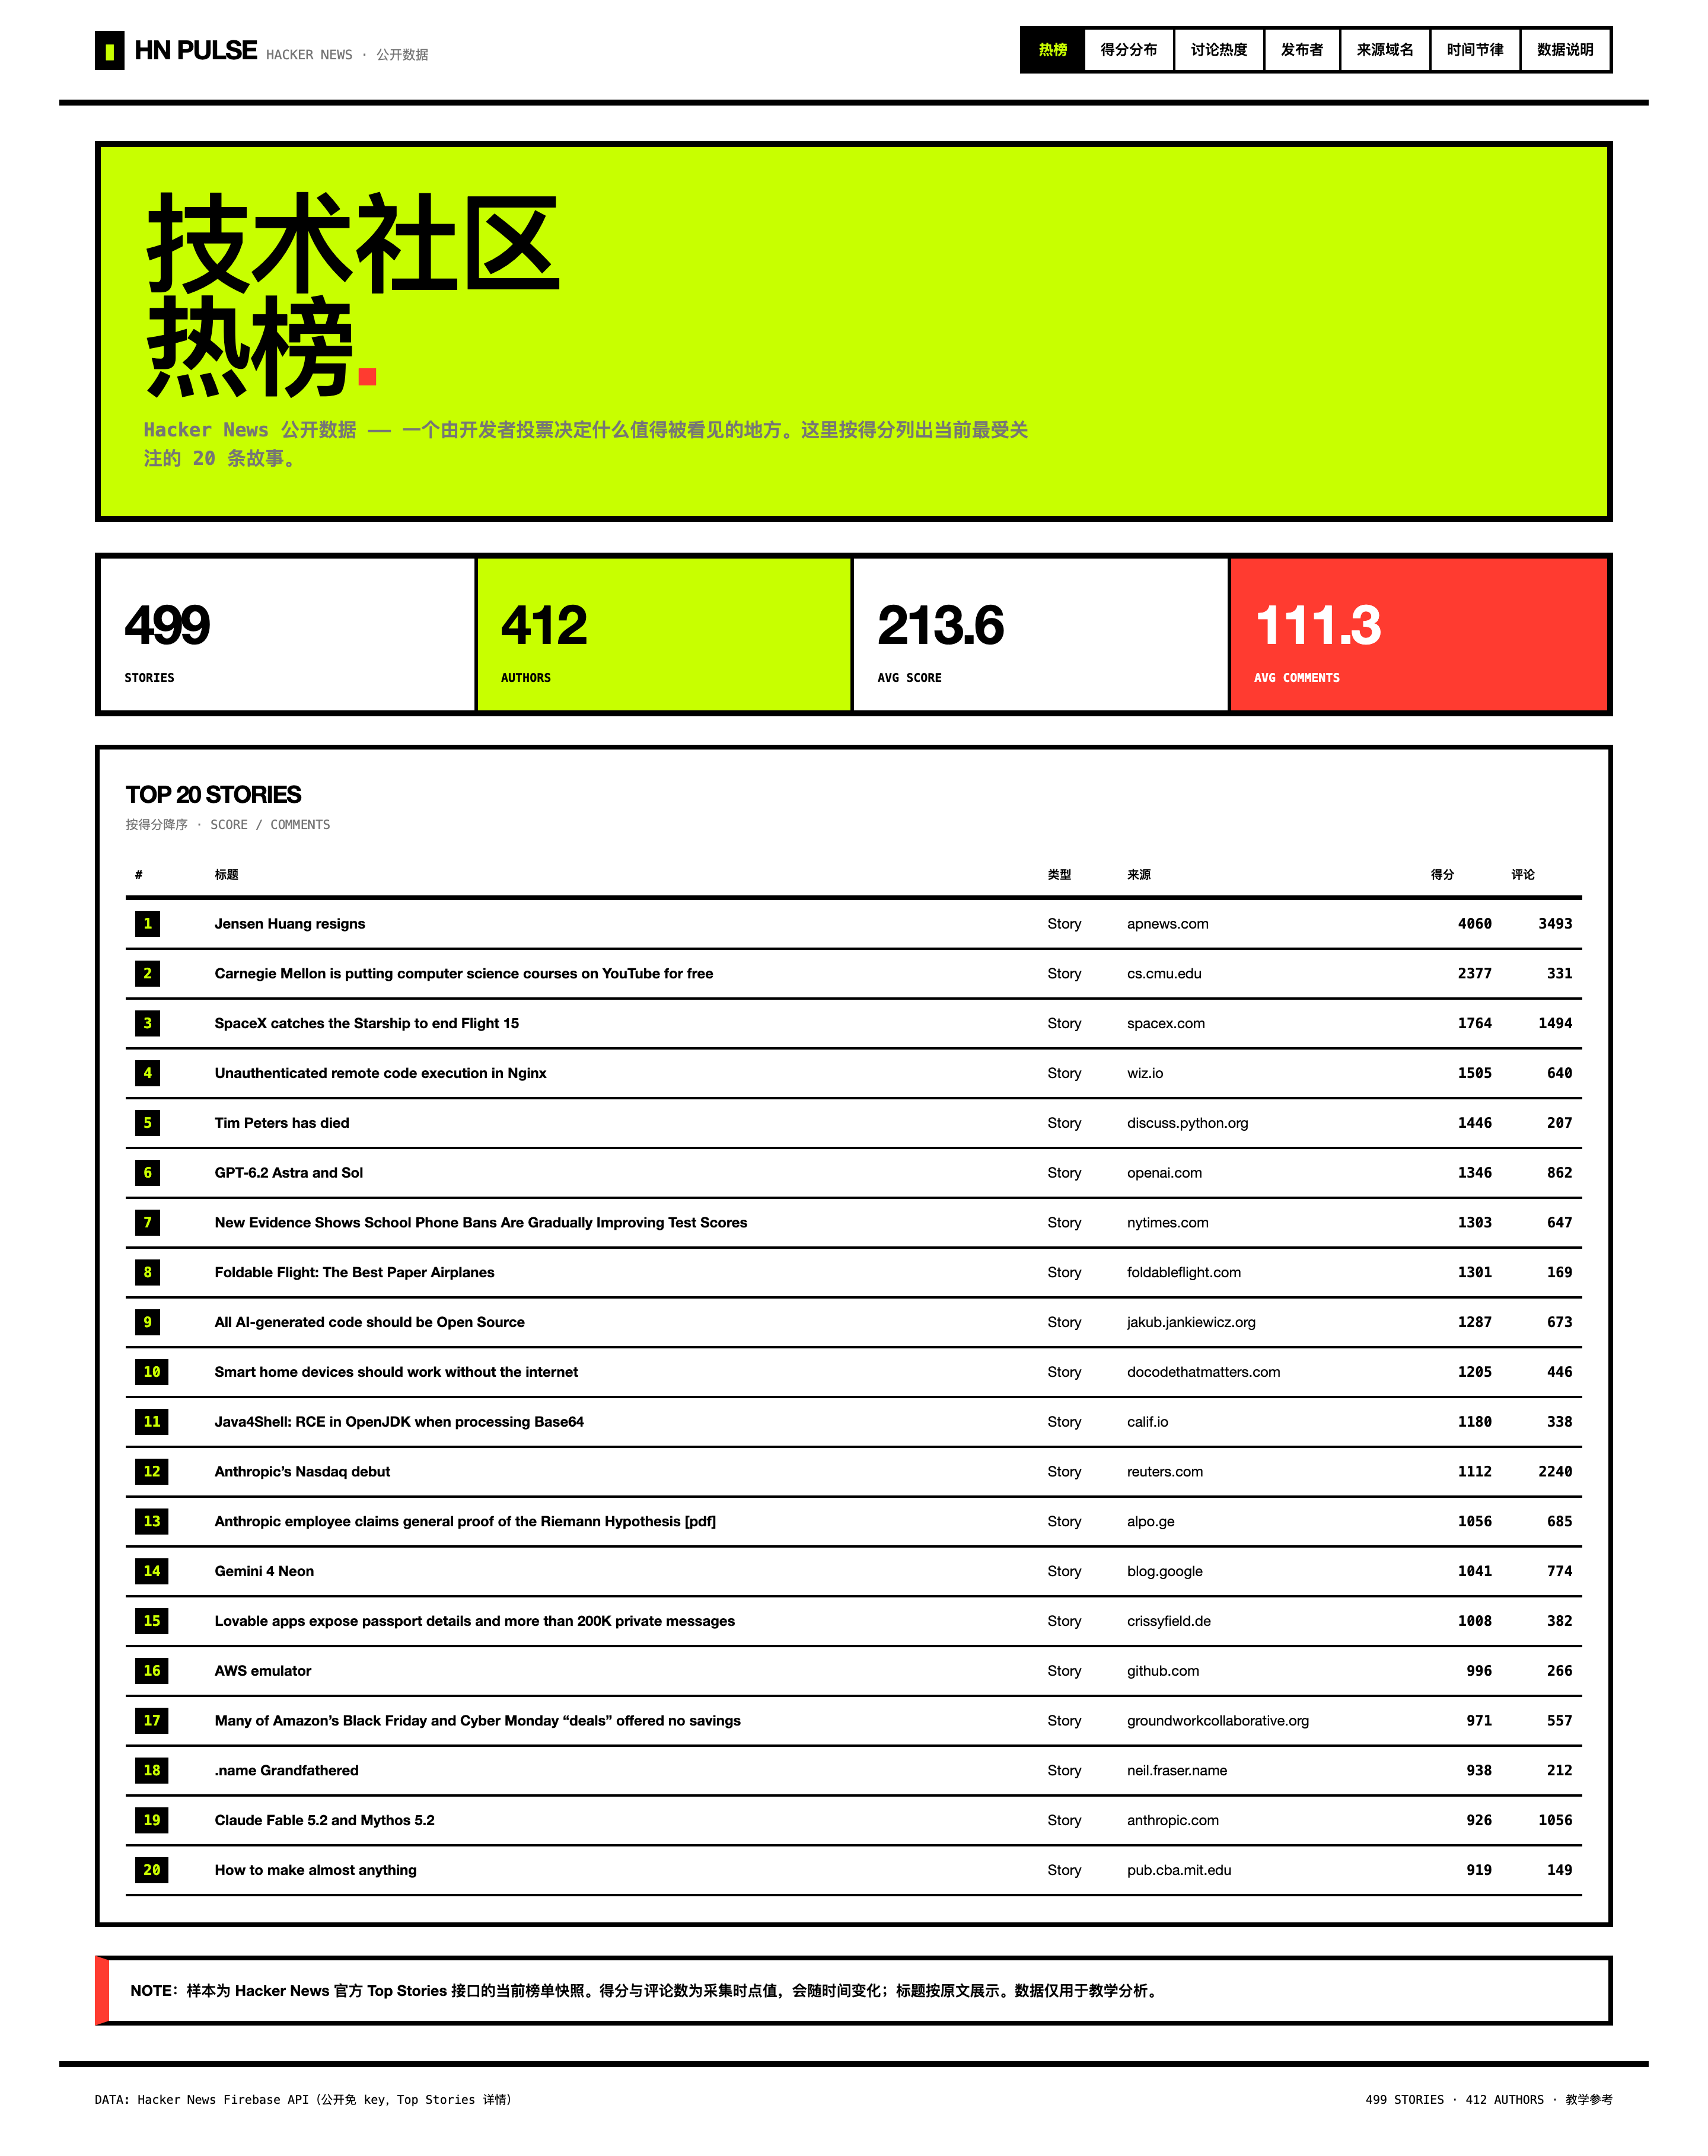 HN PULSE HACKER NEWS · 公开数据
热榜 得分分布 讨论热度 发布者 来源域名 时间节律 数据说明
技术社区
热榜.
Hacker News 公开数据 —— 一个由开发者投票决定什么值得被看见的地方。这里按得分列出当前最受关
注的 20 条故事。
499 412 213.6 111.3
STORIES AUTHORS AVG SCORE AVG COMMENTS
TOP 20 STORIES
按得分降序 · SCORE / COMMENTS
# 标题 类型 来源 得分 评论
1 Jensen Huang resigns Story apnews.com 4060 3493
2 Carnegie Mellon is putting computer science courses on YouTube for free Story cs.cmu.edu 2377 331
3 SpaceX catches the Starship to end Flight 15 Story spacex.com 1764 1494
4 Unauthenticated remote code execution in Nginx Story wiz.io 1505 640
5 Tim Peters has died Story discuss.python.org 1446 207
6 GPT-6.2 Astra and Sol Story openai.com 1346 862
7 New Evidence Shows School Phone Bans Are Gradually Improving Test Scores Story nytimes.com 1303 647
8 Foldable Flight: The Best Paper Airplanes Story foldableflight.com 1301 169
9 All AI-generated code should be Open Source Story jakub.jankiewicz.org 1287 673
10 Smart home devices should work without the internet Story docodethatmatters.com 1205 446
11 Java4Shell: RCE in OpenJDK when processing Base64 Story calif.io 1180 338
12 Anthropic’s Nasdaq debut Story reuters.com 1112 2240
13 Anthropic employee claims general proof of the Riemann Hypothesis [pdf] Story alpo.ge 1056 685
14 Gemini 4 Neon Story blog.google 1041 774
15 Lovable apps expose passport details and more than 200K private messages Story crissyfield.de 1008 382
16 AWS emulator Story github.com 996 266
17 Many of Amazon’s Black Friday and Cyber Monday “deals” offered no savings Story groundworkcollaborative.org 971 557
18 .name Grandfathered Story neil.fraser.name 938 212
19 Claude Fable 5.2 and Mythos 5.2 Story anthropic.com 926 1056
20 How to make almost anything Story pub.cba.mit.edu 919 149
NOTE：样本为 Hacker News 官方 Top Stories 接口的当前榜单快照。得分与评论数为采集时点值，会随时间变化；标题按原文展示。数据仅用于教学分析。
DATA: Hacker News Firebase API（公开免 key，Top Stories 详情） 499 STORIES · 412 AUTHORS · 教学参考